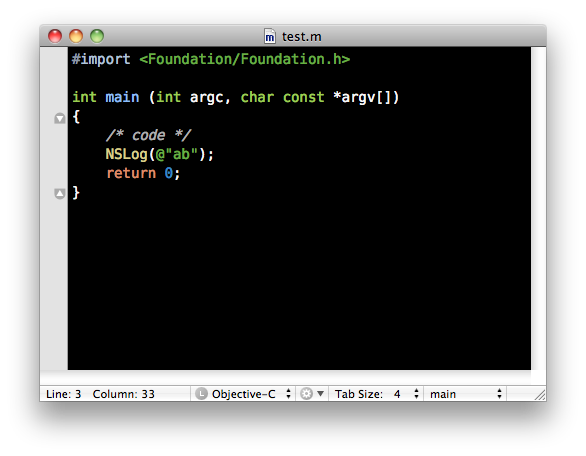 test.m
#import <Foundation/Foundation.h>
int main (int argc, char const *argv[])
{
    /* code */
    NSLog(@"ab");
    return 0;
}
Line: 3 Column: 33 L Objective-C Tab Size: 4 main